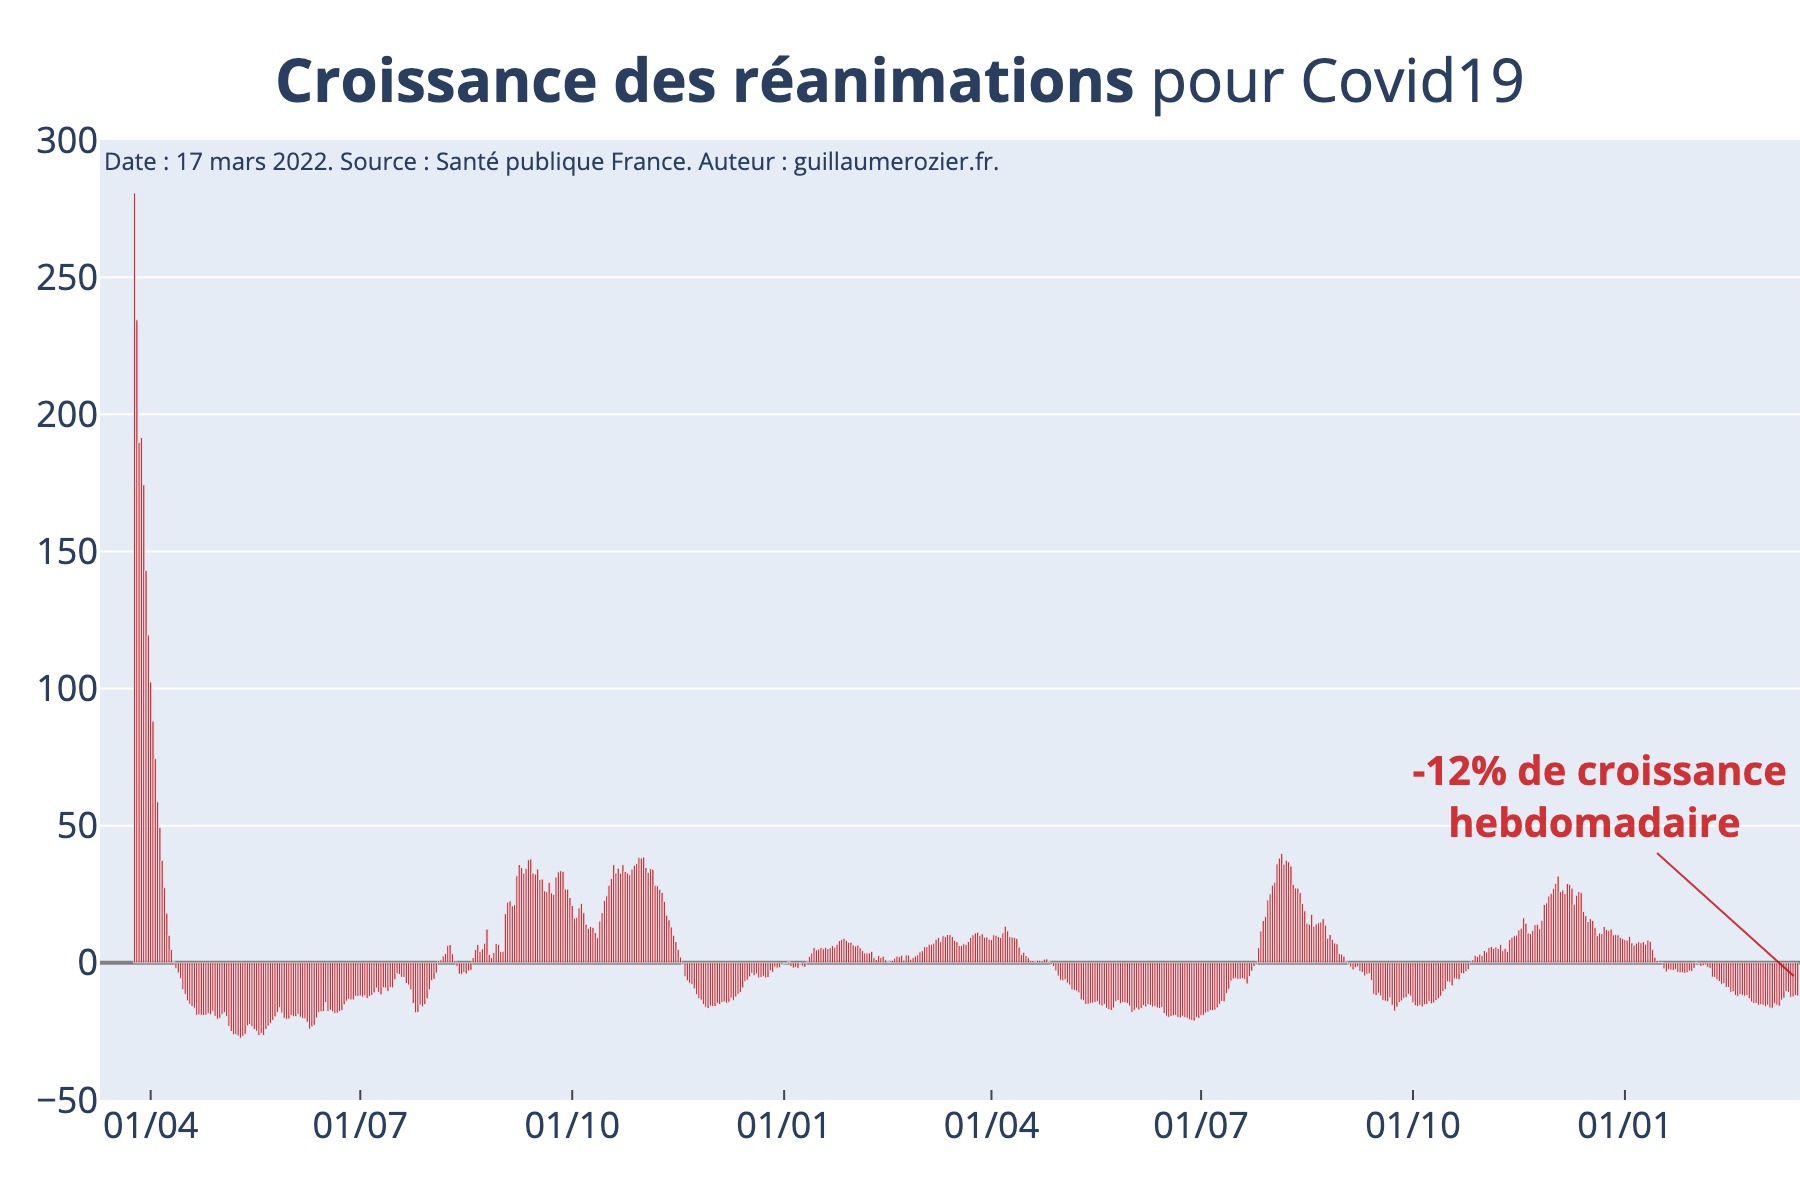 Croissance des réanimations pour Covid19
300
Date : 17 mars 2022. Source : Santé publique France. Auteur : guillaumerozier.fr.
250
200
150
100
-12% de croissance
hebdomadaire
50
0
−50
01/04 01/07 01/10 01/01 01/04 01/07 01/10 01/01